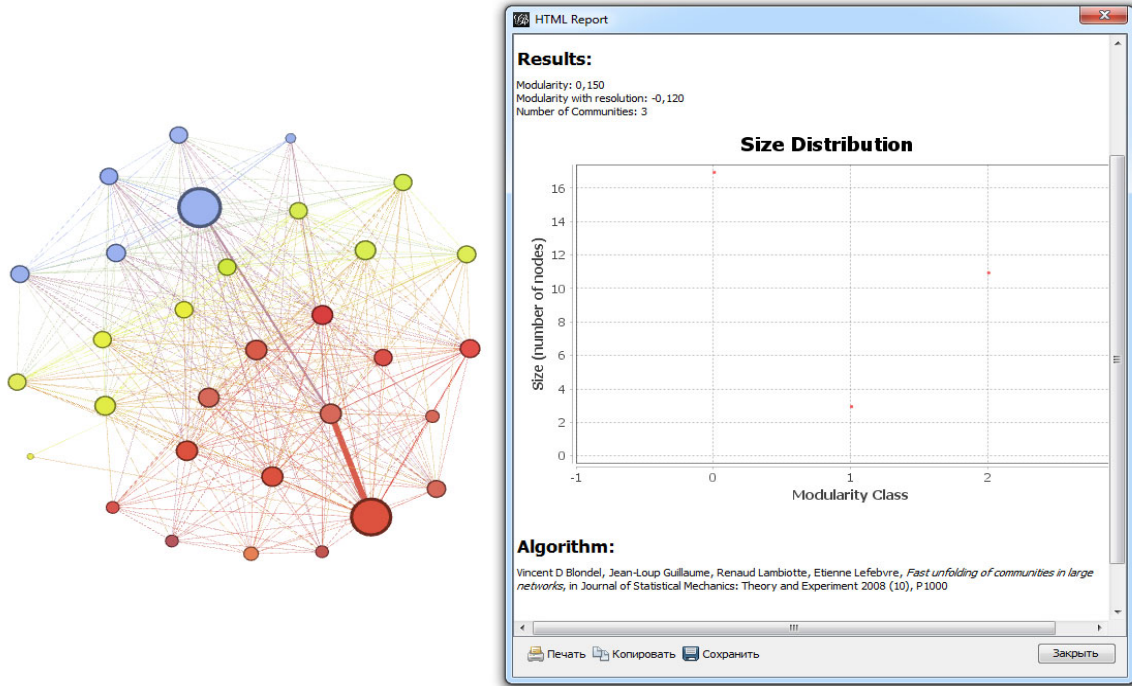 HTML Report
Results:
Modularity: 0,150
Modularity with resolution: -0,120
Number of Communities: 3
Size Distribution
16
14
12
10
8
6
4
2
0
Size (number of nodes)
-1 0 1 2
Modularity Class
Algorithm:
Vincent D Blondel, Jean-Loup Guillaume, Renaud Lambiotte, Etienne Lefebvre, Fast unfolding of communities in large
networks, in Journal of Statistical Mechanics: Theory and Experiment 2008 (10), P1000
Печать Копировать Сохранить Закрыть